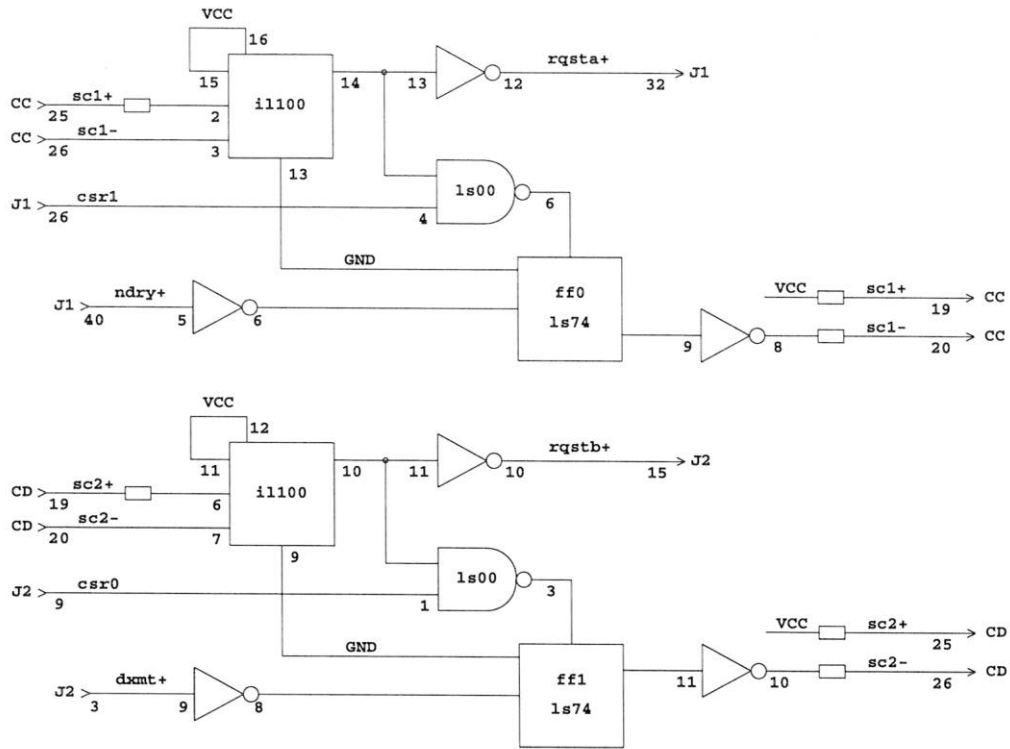 VCC
16
15
14
13
12
rqsta+
32
J1
CC
sc1+
25
2
il100
CC
sc1-
26
3
13
J1
csr1
26
4
ls00
6
GND
J1
ndry+
40
5
6
ff0
ls74
9
8
VCC
sc1+
19
CC
sc1-
20
CC
VCC
12
11
10
11
10
rqstb+
15
J2
CD
sc2+
19
6
il100
CD
sc2-
20
7
9
J2
csr0
9
1
ls00
3
GND
J2
dxmt+
3
9
8
ff1
ls74
11
10
VCC
sc2+
25
CD
sc2-
26
CD